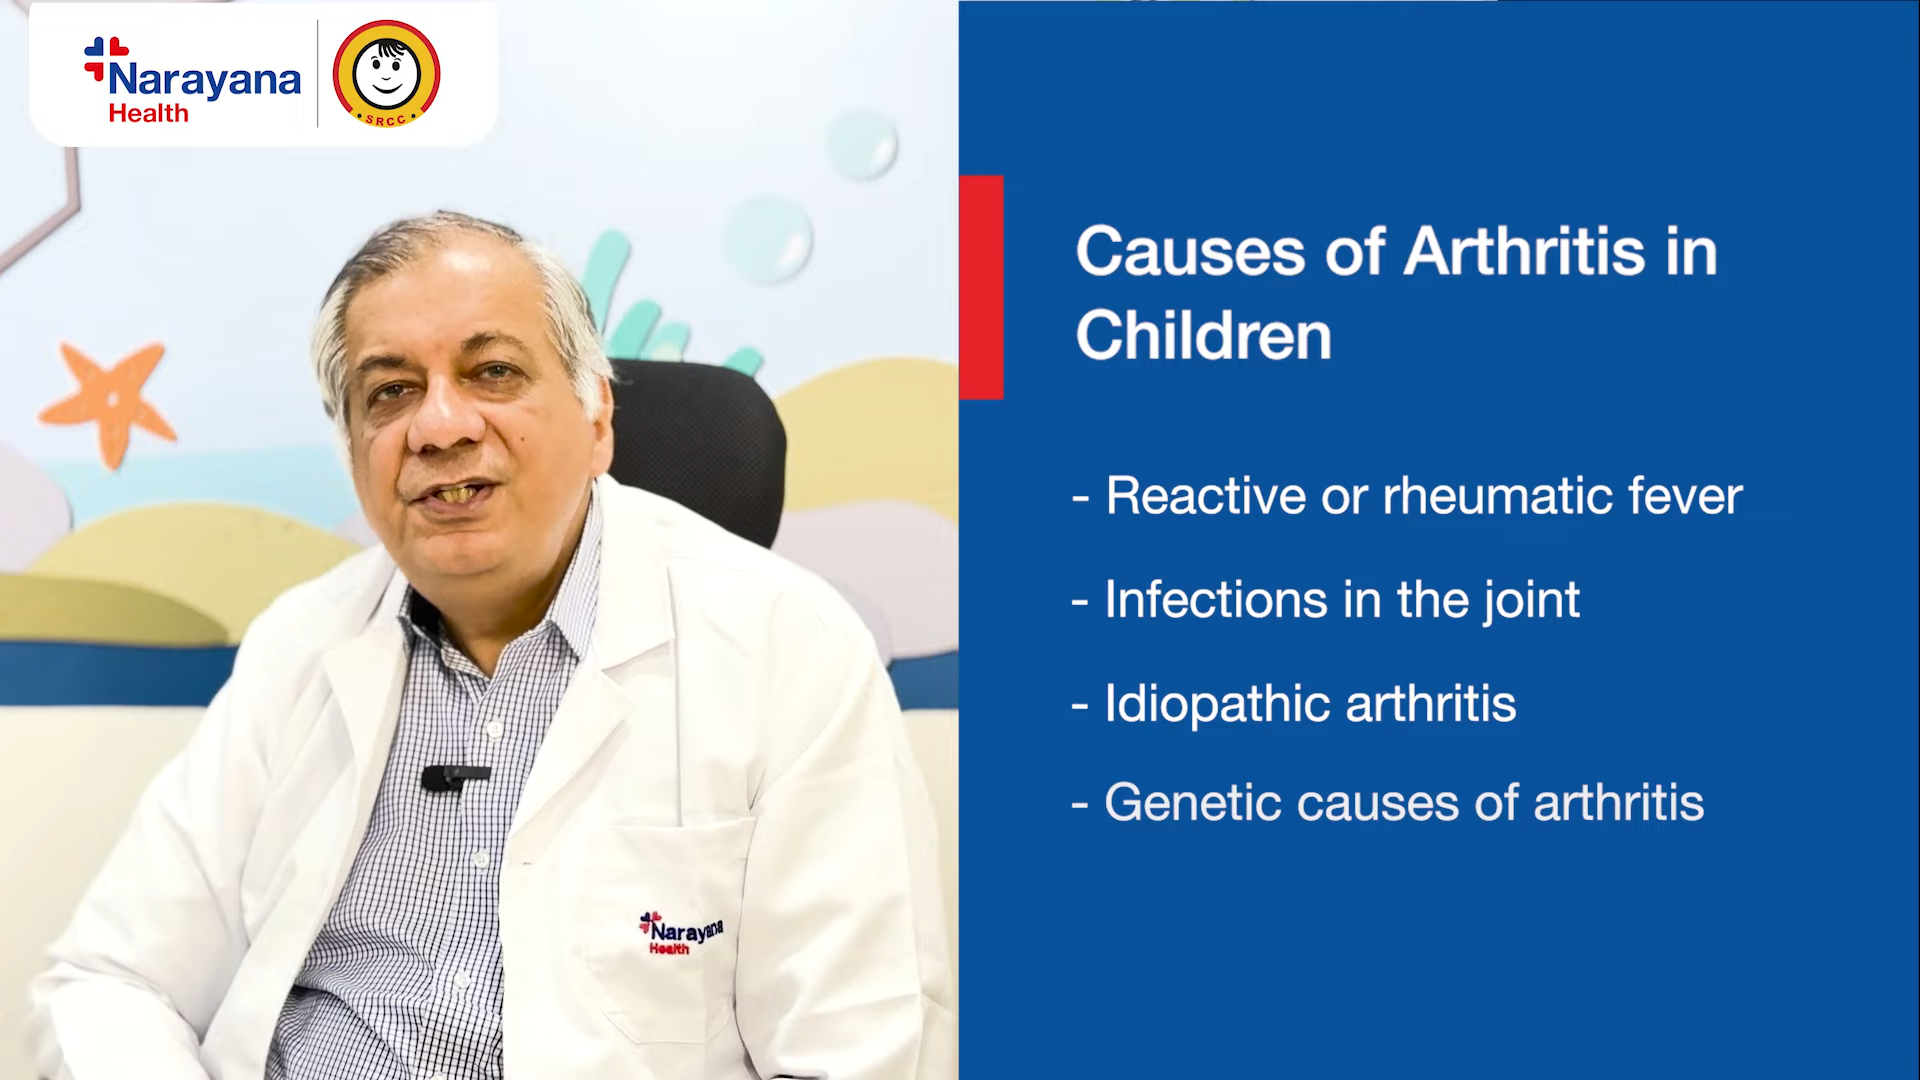 Narayana
Health
SRCC
Causes of Arthritis in
Children
- Reactive or rheumatic fever
- Infections in the joint
- Idiopathic arthritis
- Genetic causes of arthritis
Narayana
Health